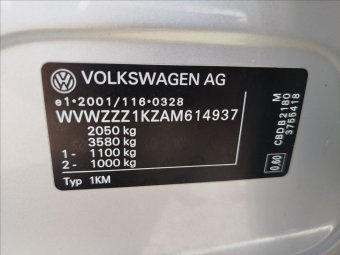 VOLKSWAGEN AG
e1*2001/116*0328
WVWZZZ1KZAM614937
2050 kg
3580 kg
1- 1100 kg
2- 1000 kg
Typ 1KM
CBDB2180 M
3755418
0,60